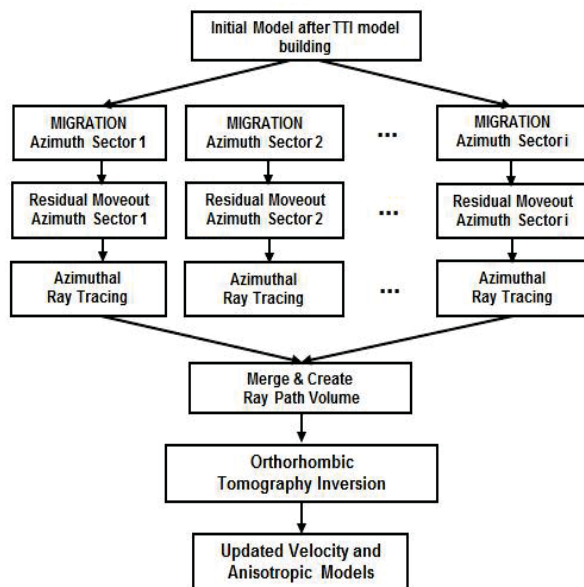 Initial Model after TTI model
building
MIGRATION
Azimuth Sector 1
MIGRATION
Azimuth Sector 2
...
MIGRATION
Azimuth Sector i
Residual Moveout
Azimuth Sector 1
Residual Moveout
Azimuth Sector 2
...
Residual Moveout
Azimuth Sector i
Azimuthal
Ray Tracing
Azimuthal
Ray Tracing
...
Azimuthal
Ray Tracing
Merge & Create
Ray Path Volume
Orthorhombic
Tomography Inversion
Updated Velocity and
Anisotropic Models